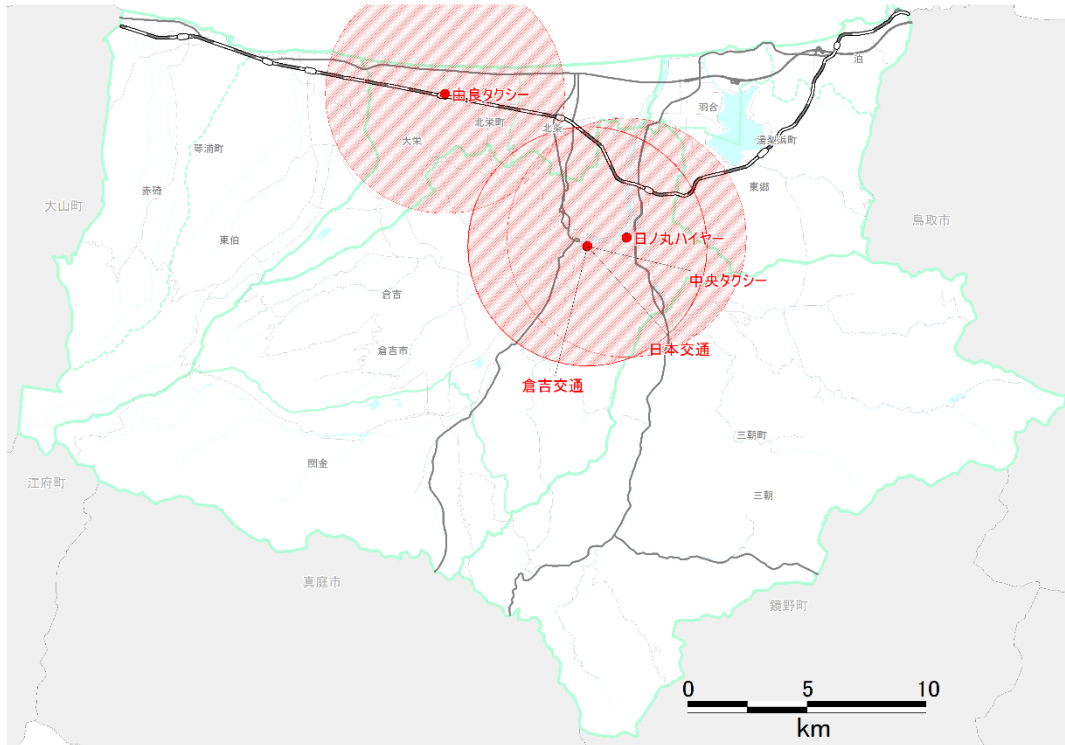 泊
由良タクシー
羽合
北栄町
北条
大栄
湯梨浜町
琴浦町
東郷
赤碕
大山町
鳥取市
東伯
日ノ丸ハイヤー
中央タクシー
倉吉
日本交通
倉吉市
倉吉交通
三朝町
関金
江府町
三朝
真庭市
鏡野町
0 5 10
km